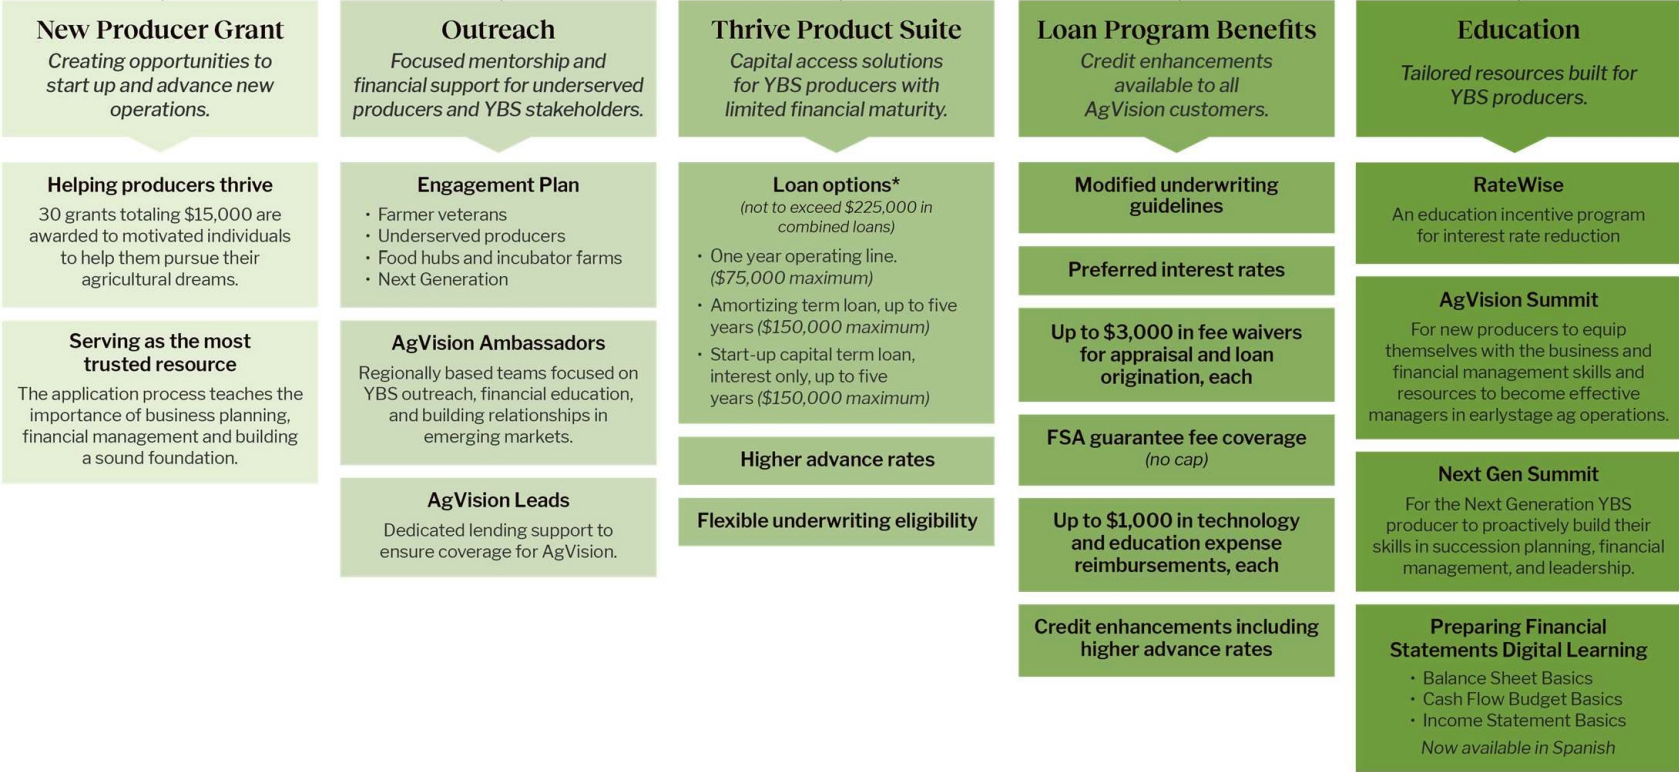 New Producer Grant
Creating opportunities to
start up and advance new
operations.
Helping producers thrive
30 grants totaling $15,000 are
awarded to motivated individuals
to help them pursue their
agricultural dreams.
Serving as the most
trusted resource
The application process teaches the
importance of business planning,
financial management and building
a sound foundation.
Outreach
Focused mentorship and
financial support for underserved
producers and YBS stakeholders.
Engagement Plan
• Farmer veterans
• Underserved producers
• Food hubs and incubator farms
• Next Generation
AgVision Ambassadors
Regionally based teams focused on
YBS outreach, financial education,
and building relationships in
emerging markets.
AgVision Leads
Dedicated lending support to
ensure coverage for AgVision.
Thrive Product Suite
Capital access solutions
for YBS producers with
limited financial maturity.
Loan options*
(not to exceed $225,000 in
combined loans)
• One year operating line.
($75,000 maximum)
• Amortizing term loan, up to five
years ($150,000 maximum)
• Start-up capital term loan,
interest only, up to five
years ($150,000 maximum)
Higher advance rates
Flexible underwriting eligibility
Loan Program Benefits
Credit enhancements
available to all
AgVision customers.
Modified underwriting
guidelines
Preferred interest rates
Up to $3,000 in fee waivers
for appraisal and loan
origination, each
FSA guarantee fee coverage
(no cap)
Up to $1,000 in technology
and education expense
reimbursements, each
Credit enhancements including
higher advance rates
Education
Tailored resources built for
YBS producers.
RateWise
An education incentive program
for interest rate reduction
AgVision Summit
For new producers to equip
themselves with the business and
financial management skills and
resources to become effective
managers in earlystage ag operations.
Next Gen Summit
For the Next Generation YBS
producer to proactively build their
skills in succession planning, financial
management, and leadership.
Preparing Financial
Statements Digital Learning
• Balance Sheet Basics
• Cash Flow Budget Basics
• Income Statement Basics
Now available in Spanish